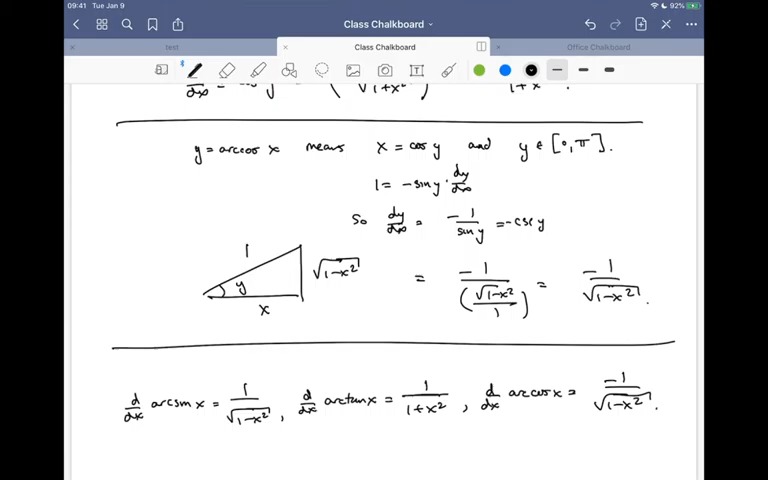 09:41 Tue Jan 9
92%
Class Chalkboard
test
Class Chalkboard
Office Chalkboard
y = arccos x means x = cos y and y ∈ [0, π].
1 = -sin y · dy/dx
So dy/dx = -1/sin y = -csc y
1
y
x
√(1-x²)
= -1/(√(1-x²)/1) = -1/√(1-x²).
d/dx arcsin x = 1/√(1-x²), d/dx arctan x = 1/(1+x²), d/dx arccos x = -1/√(1-x²).